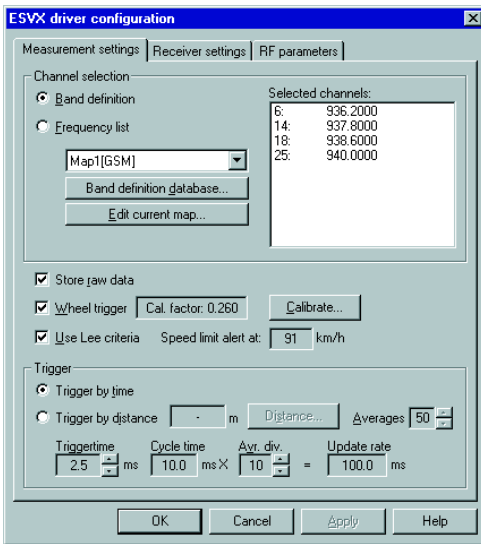 ESVX driver configuration
Measurement settings Receiver settings RF parameters
Channel selection
Band definition
Frequency list
Map1[GSM]
Band definition database...
Edit current map...
Selected channels:
6: 936.2000
14: 937.8000
18: 938.6000
25: 940.0000
Store raw data
Wheel trigger Cal. factor: 0.260 Calibrate...
Use Lee criteria Speed limit alert at: 91 km/h
Trigger
Trigger by time
Trigger by distance - m Distance... Averages 50
Triggertime Cycle time Avr. div. Update rate
2.5 ms 10.0 ms X 10 = 100.0 ms
OK Cancel Apply Help